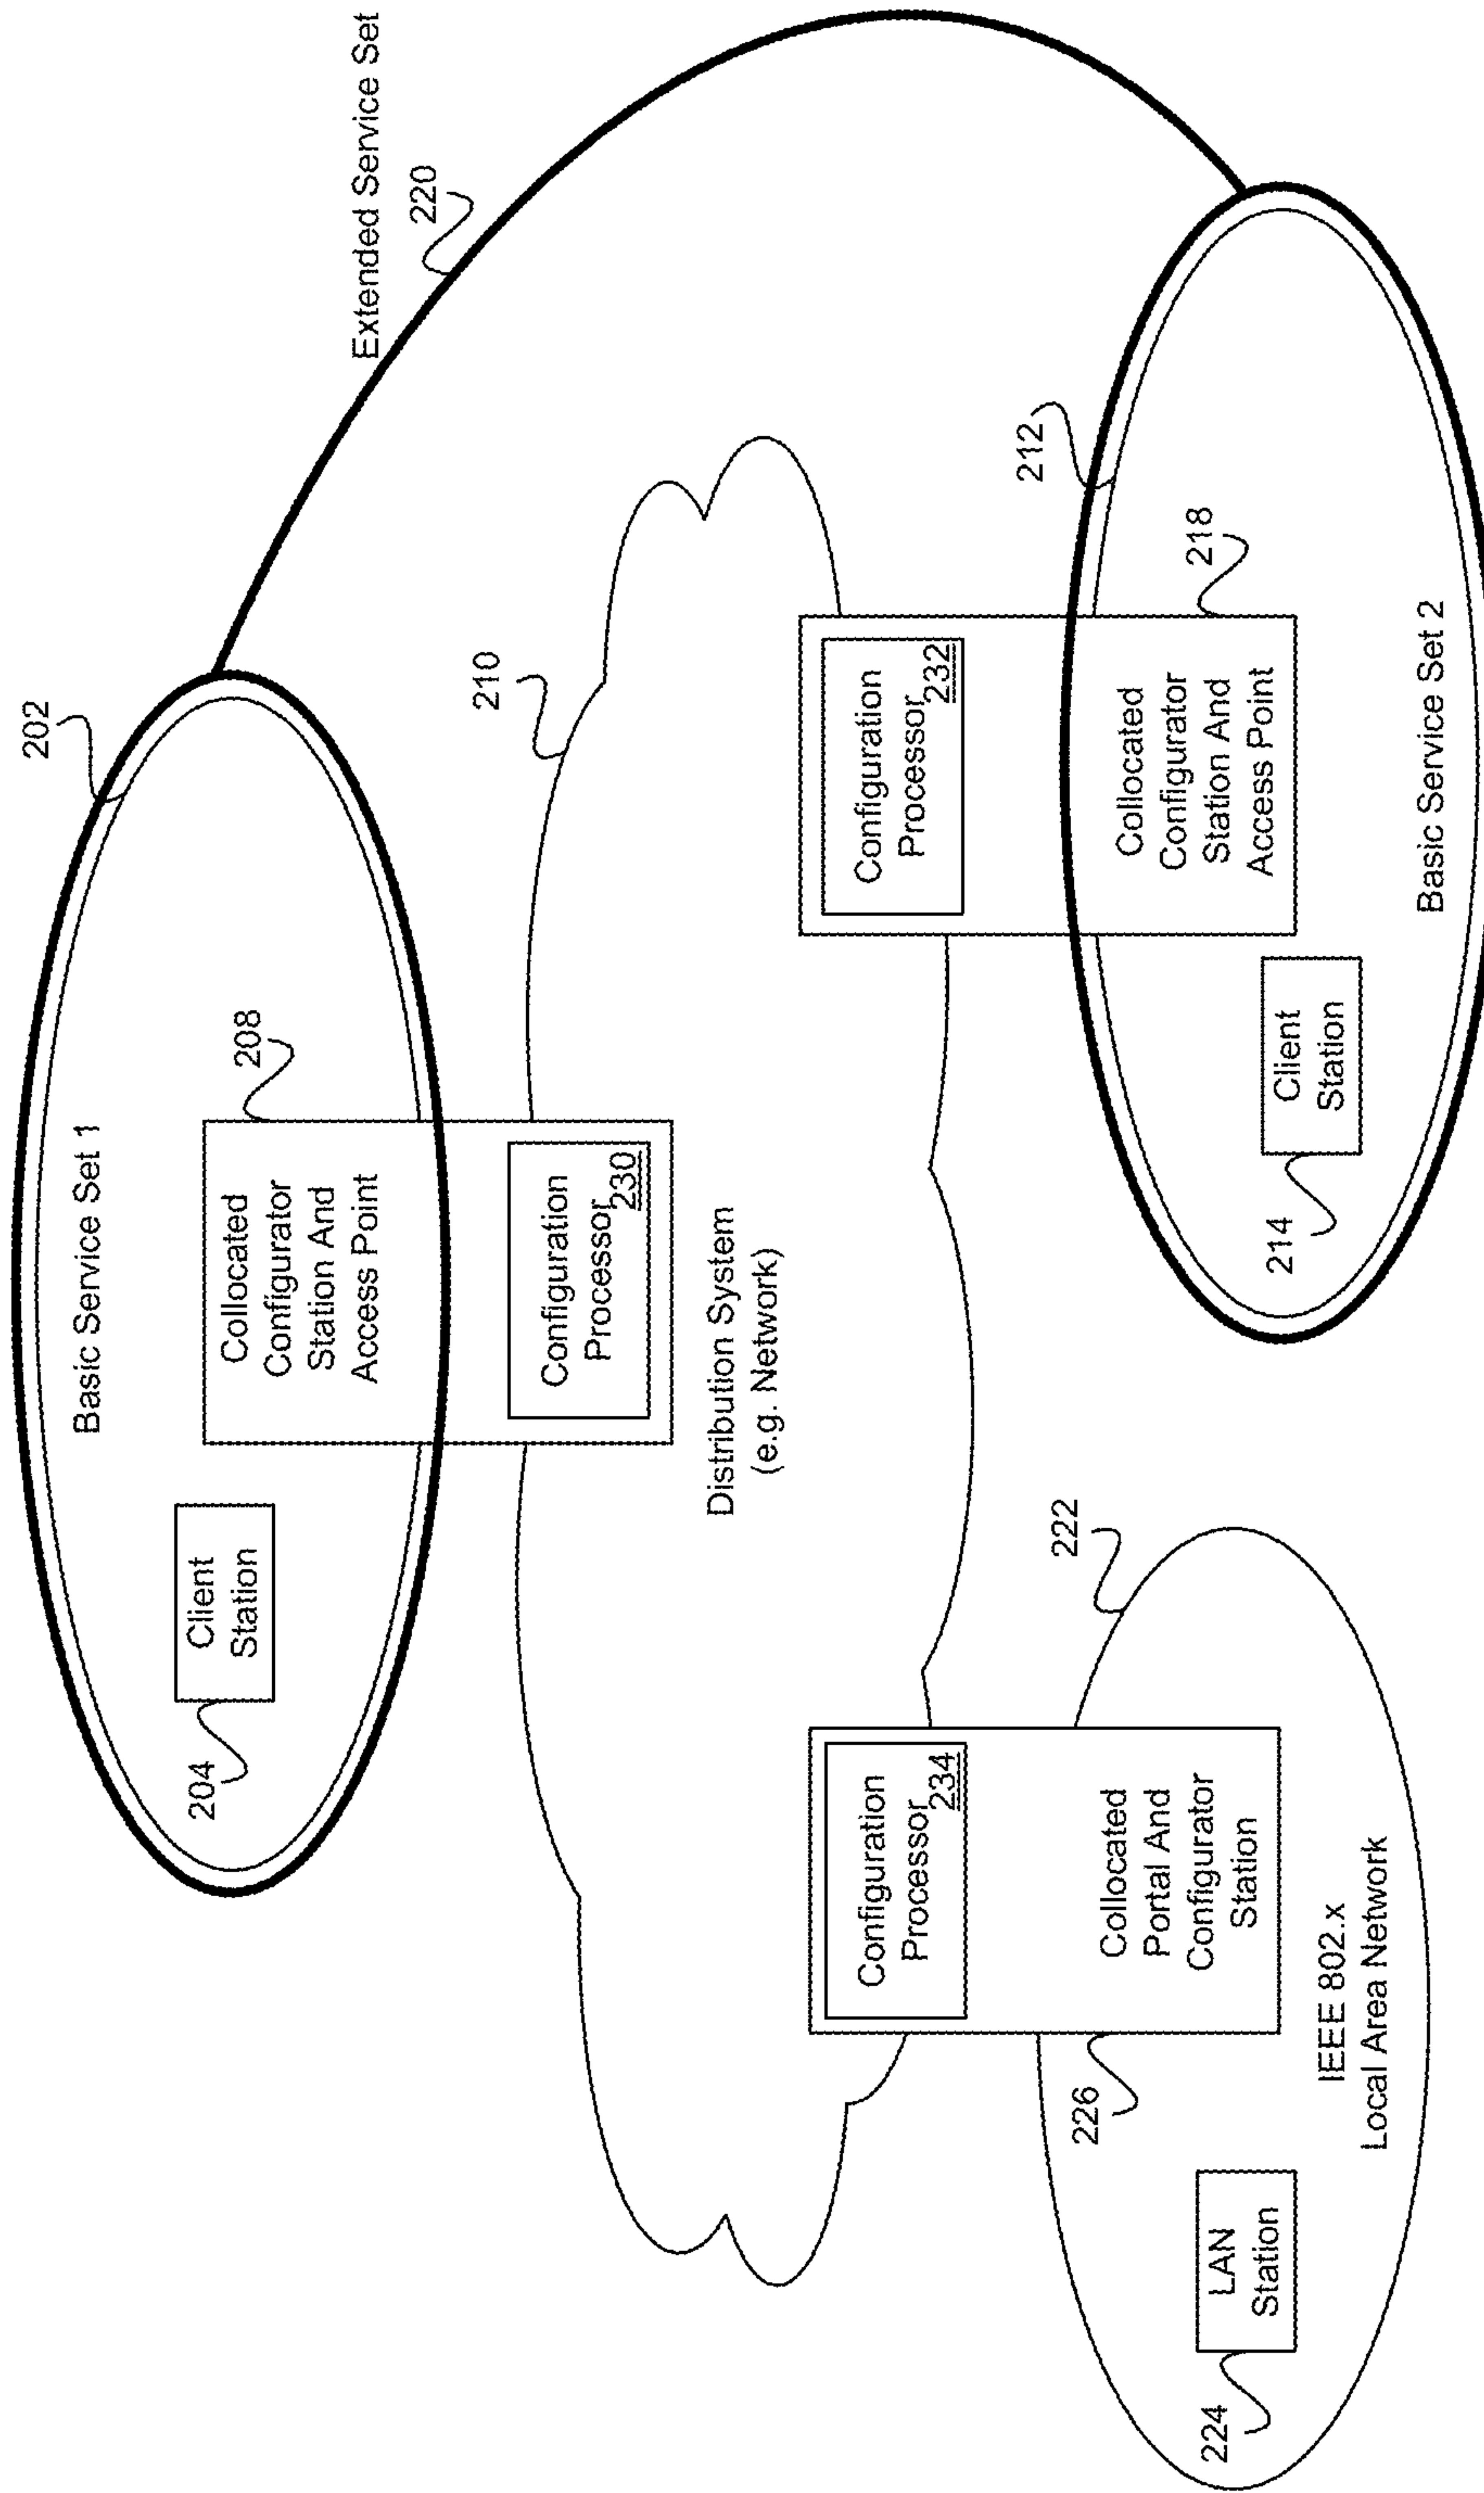 202
Basic Service Set 1
Extended Service Set
220
204
Client
Station
208
Collocated
Configurator
Station And
Access Point
Configuration
Processor
230
210
Distribution System
(e.g. Network)
Configuration
Processor
234
Collocated
Portal And
Configurator
Station
226
222
IEEE 802.x
Local Area Network
LAN
Station
224
Configuration
Processor
232
Collocated
Configurator
Station And
Access Point
218
212
Client
Station
214
Basic Service Set 2